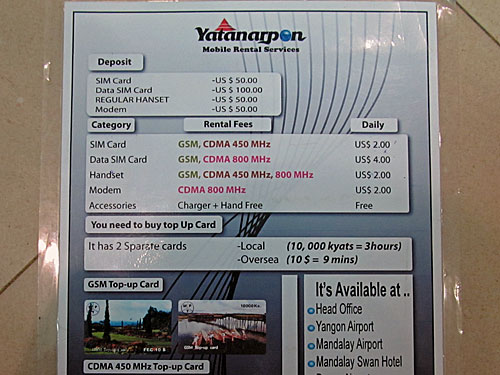 Yatanarpon
Mobile Rental Services
Deposit
SIM Card -US $ 50.00
Data SIM Card -US $ 100.00
REGULAR HANSET -US $ 50.00
Modem -US $ 50.00
Category Rental Fees Daily
SIM Card GSM, CDMA 450 MHz US$ 2.00
Data SIM Card GSM, CDMA 800 MHz US$ 4.00
Handset GSM, CDMA 450 MHz, 800 MHz US$ 2.00
Modem CDMA 800 MHz US$ 2.00
Accessories Charger + Hand Free Free
You need to buy top Up Card
It has 2 Sparate cards -Local (10, 000 kyats = 3hours)
-Oversea (10 $ = 9 mins)
GSM Top-up Card
It's Available at ..
Head Office
Yangon Airport
Mandalay Airport
Mandalay Swan Hotel
CDMA 450 MHz Top-up Card